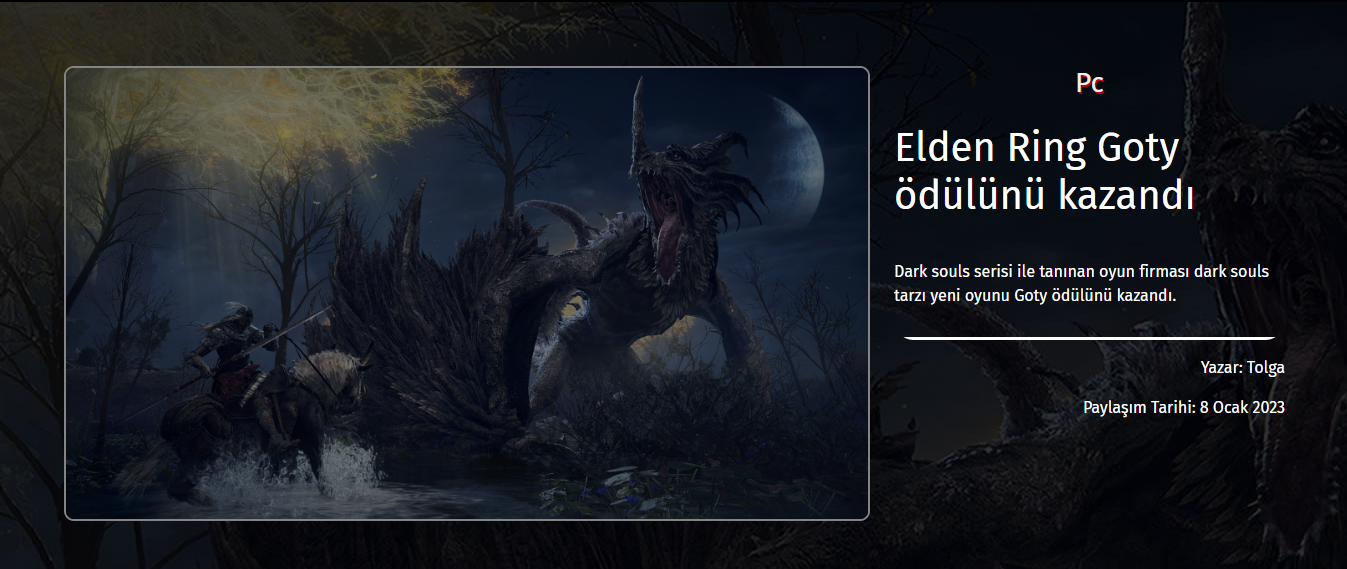 Pc
Elden Ring Goty
ödülünü kazandı
Dark souls serisi ile tanınan oyun firması dark souls
tarzı yeni oyunu Goty ödülünü kazandı.
Yazar: Tolga
Paylaşım Tarihi: 8 Ocak 2023